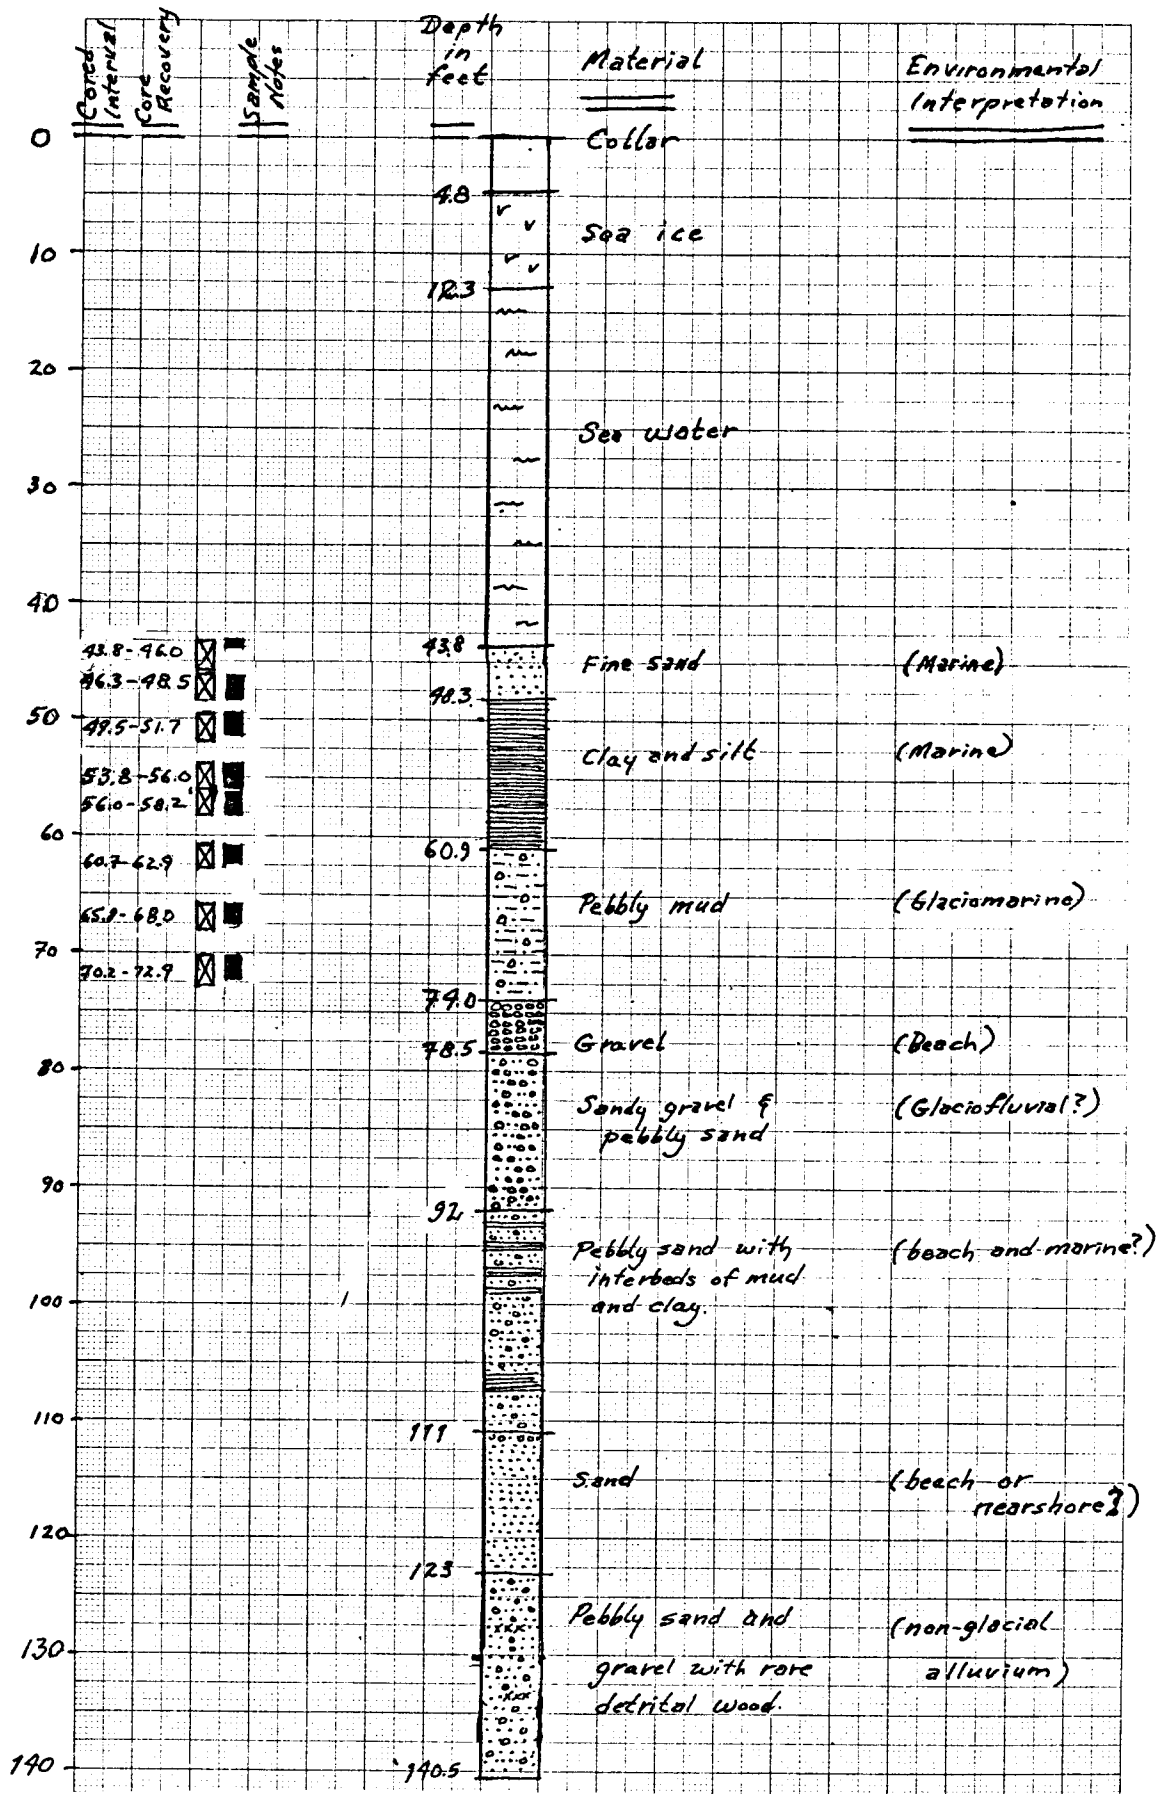 Cored Interval
Core Recovery
Sample Notes
Depth in feet
Material
Environmental Interpretation
0
Collar
4.8
Sea ice
10
20
Sea water
30
40
43.8-46.0
43.8
Fine sand
(Marine)
46.3-48.5
48.3
50
49.5-51.7
Clay and silt
(Marine)
53.8-56.0
56.0-58.2
60
60.9
60.7-62.9
65.8-68.0
Pebbly mud
(Glaciomarine)
70
70.2-72.9
74.0
78.5
Gravel
(Beach)
80
Sandy gravel &
pebbly sand
(Glaciofluvial?)
90
92
Pebbly sand with
interbeds of mud
and clay.
(beach and marine?)
100
110
111
Sand
(beach or
nearshore?)
120
123
Pebbly sand and
gravel with rare
detrital wood.
(non-glacial
alluvium)
130
140
140.5